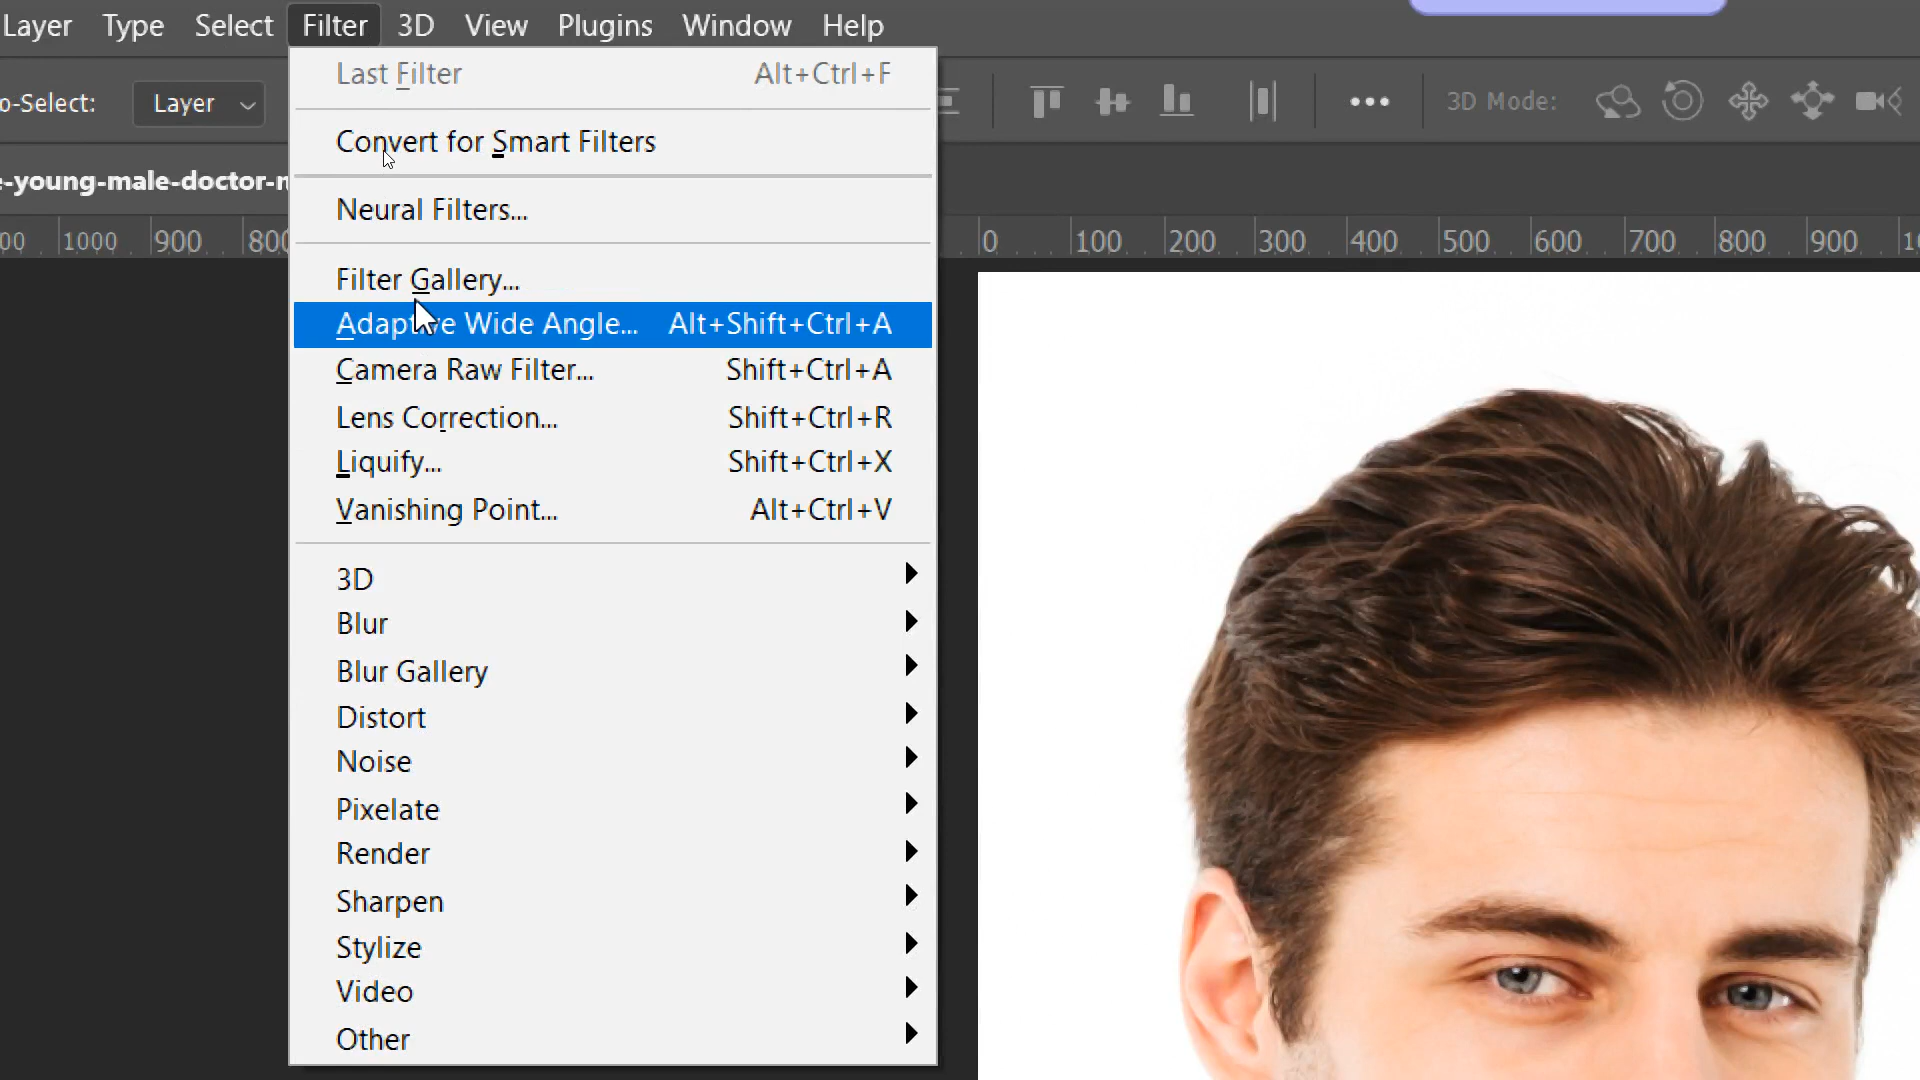 Layer Type Select Filter 3D View Plugins Window Help
o-Select: Layer 3D Mode:
-young-male-doctor-
1000 900 800 0 100 200 300 400 500 600 700 800 900
Last Filter Alt+Ctrl+F
Convert for Smart Filters
Neural Filters...
Filter Gallery...
Adaptive Wide Angle... Alt+Shift+Ctrl+A
Camera Raw Filter... Shift+Ctrl+A
Lens Correction... Shift+Ctrl+R
Liquify... Shift+Ctrl+X
Vanishing Point... Alt+Ctrl+V
3D
Blur
Blur Gallery
Distort
Noise
Pixelate
Render
Sharpen
Stylize
Video
Other